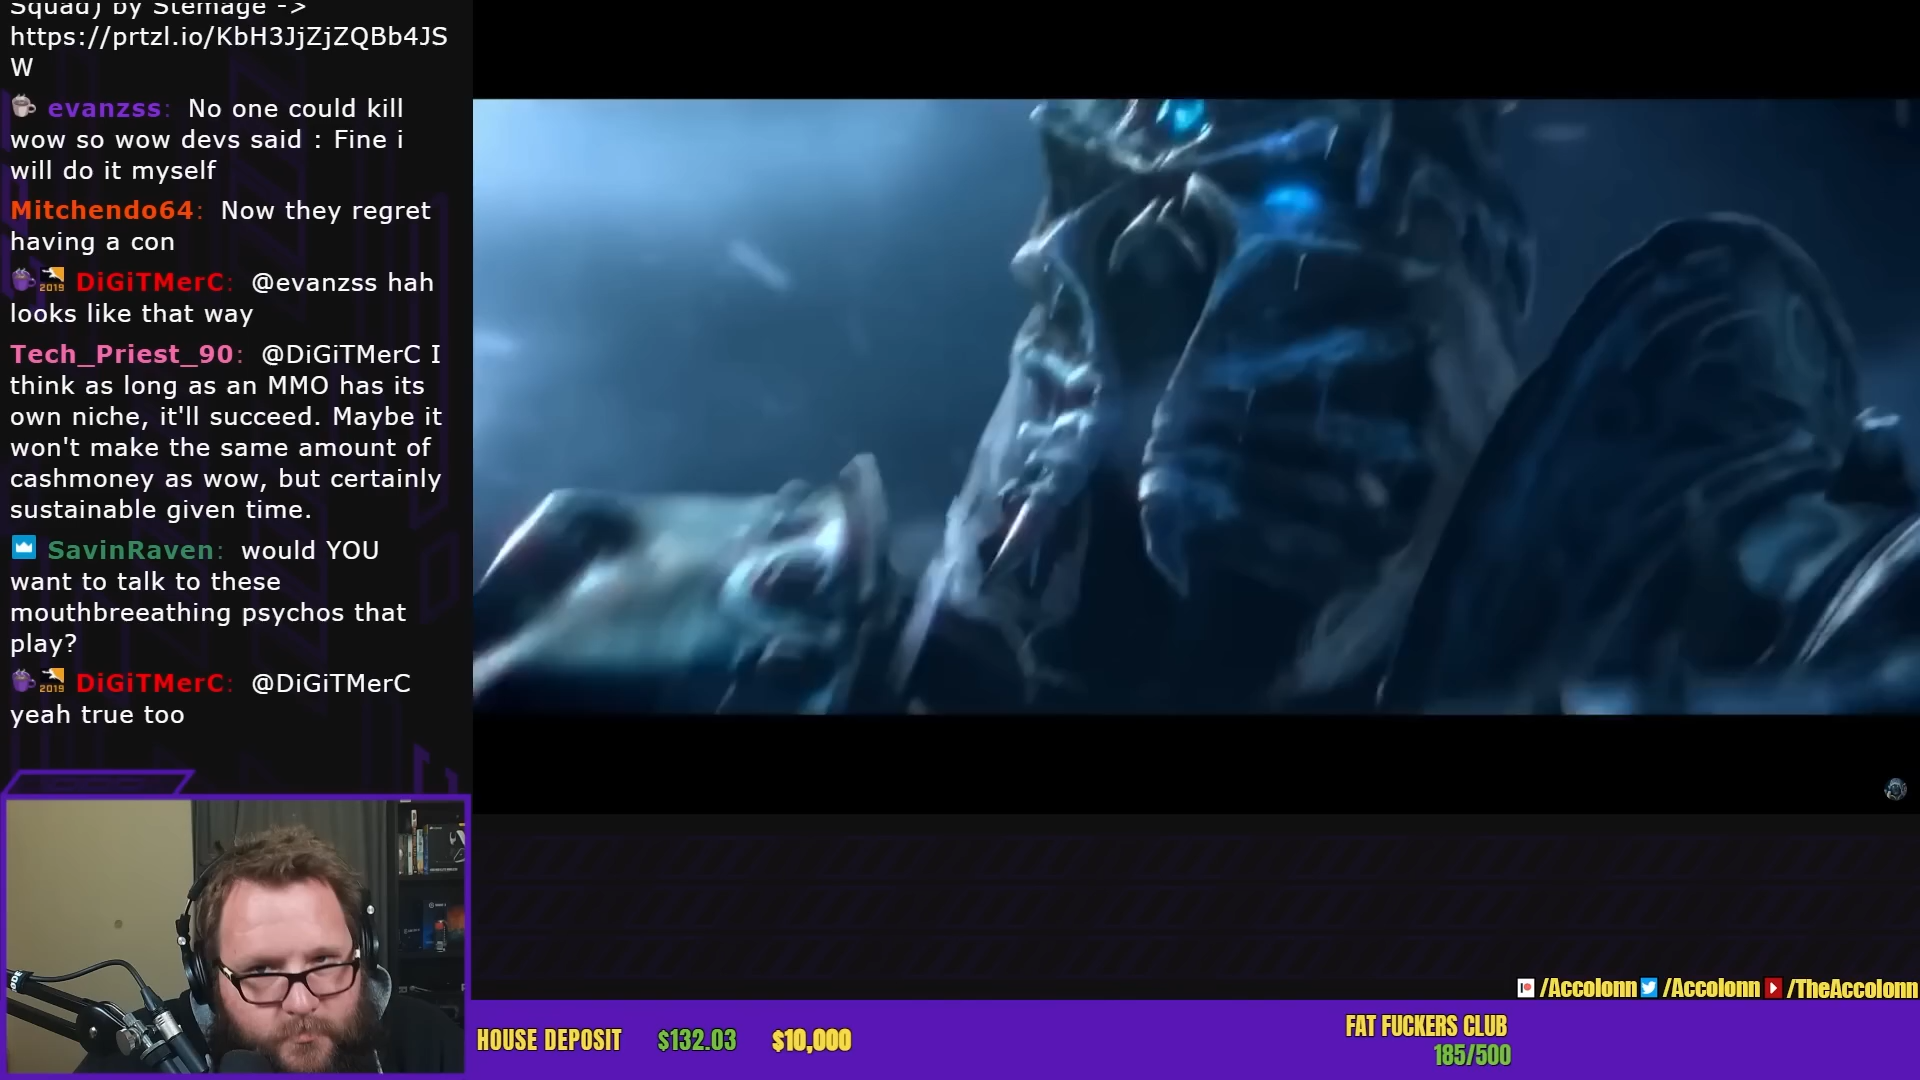 Squad) by Stemage ->
https://prtzl.io/KbH3JjZjZQBb4JS
W
evanzss: No one could kill
wow so wow devs said : Fine i
will do it myself
Mitchendo64: Now they regret
having a con
2019 DiGiTMerC: @evanzss hah
looks like that way
Tech_Priest_90: @DiGiTMerC I
think as long as an MMO has its
own niche, it'll succeed. Maybe it
won't make the same amount of
cashmoney as wow, but certainly
sustainable given time.
SavinRaven: would YOU
want to talk to these
mouthbreeathing psychos that
play?
2019 DiGiTMerC: @DiGiTMerC
yeah true too
/Accolonn /Accolonn /TheAccolonn
HOUSE DEPOSIT $132.03 $10,000
FAT FUCKERS CLUB
185/500